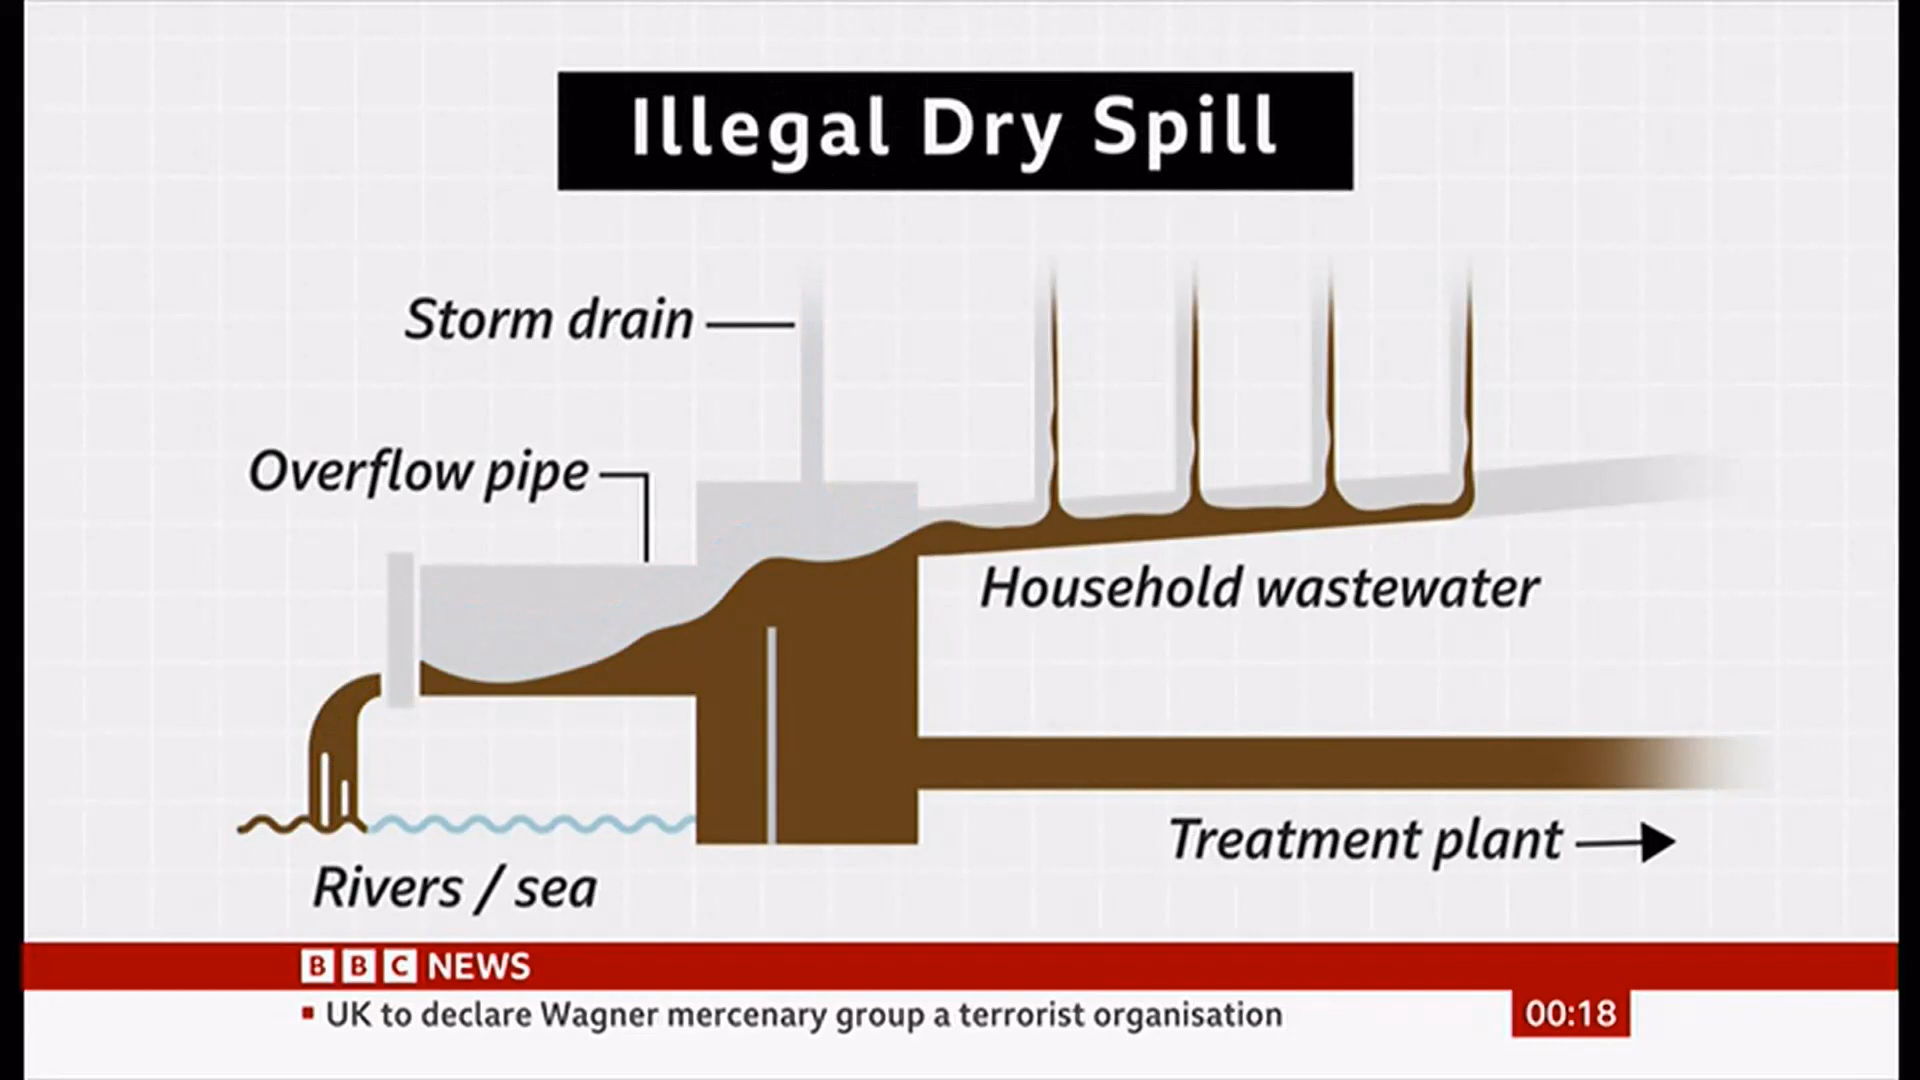 Illegal Dry Spill
Storm drain
Overflow pipe
Household wastewater
Treatment plant
Rivers / sea
BBC NEWS
UK to declare Wagner mercenary group a terrorist organisation
00:18